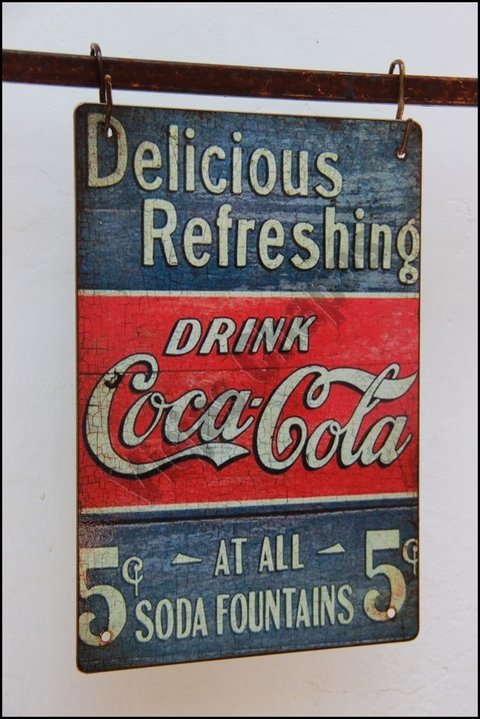 Delicious
Refreshing
DRINK
Coca-Cola
5¢ AT ALL 5¢
SODA FOUNTAINS